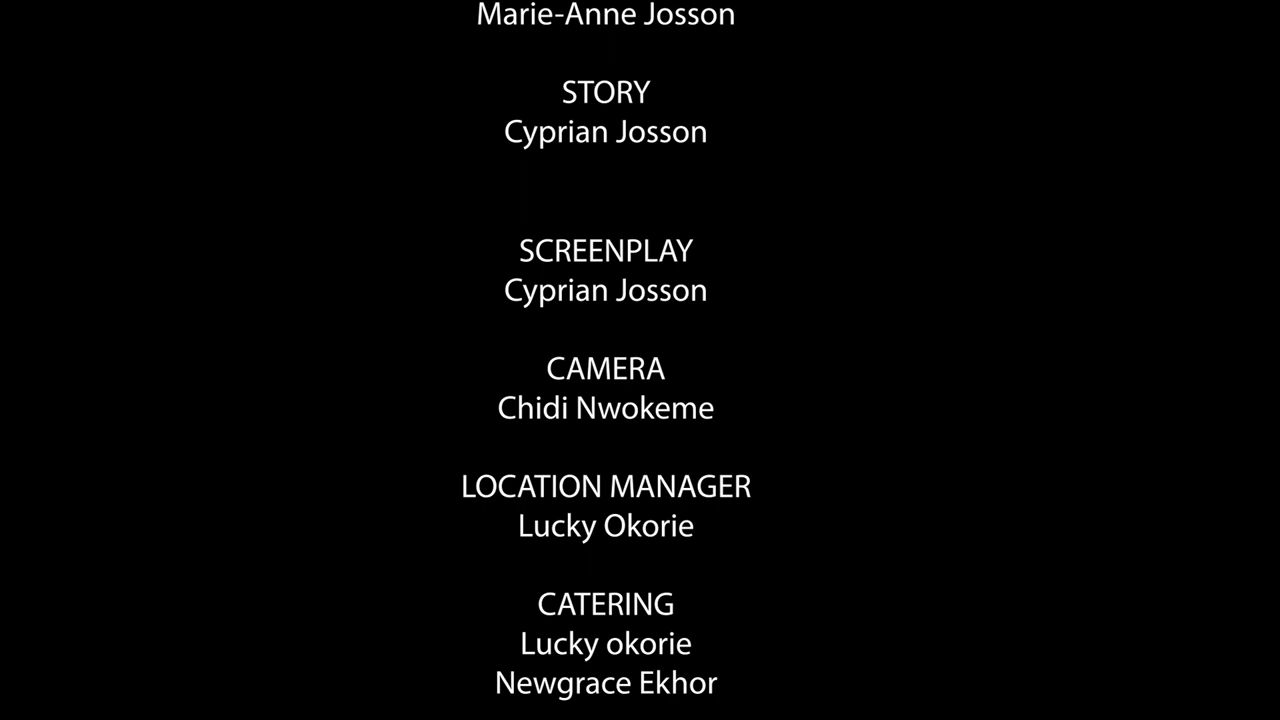 Marie-Anne Josson
STORY
Cyprian Josson
SCREENPLAY
Cyprian Josson
CAMERA
Chidi Nwokeme
LOCATION MANAGER
Lucky Okorie
CATERING
Lucky okorie
Newgrace Ekhor